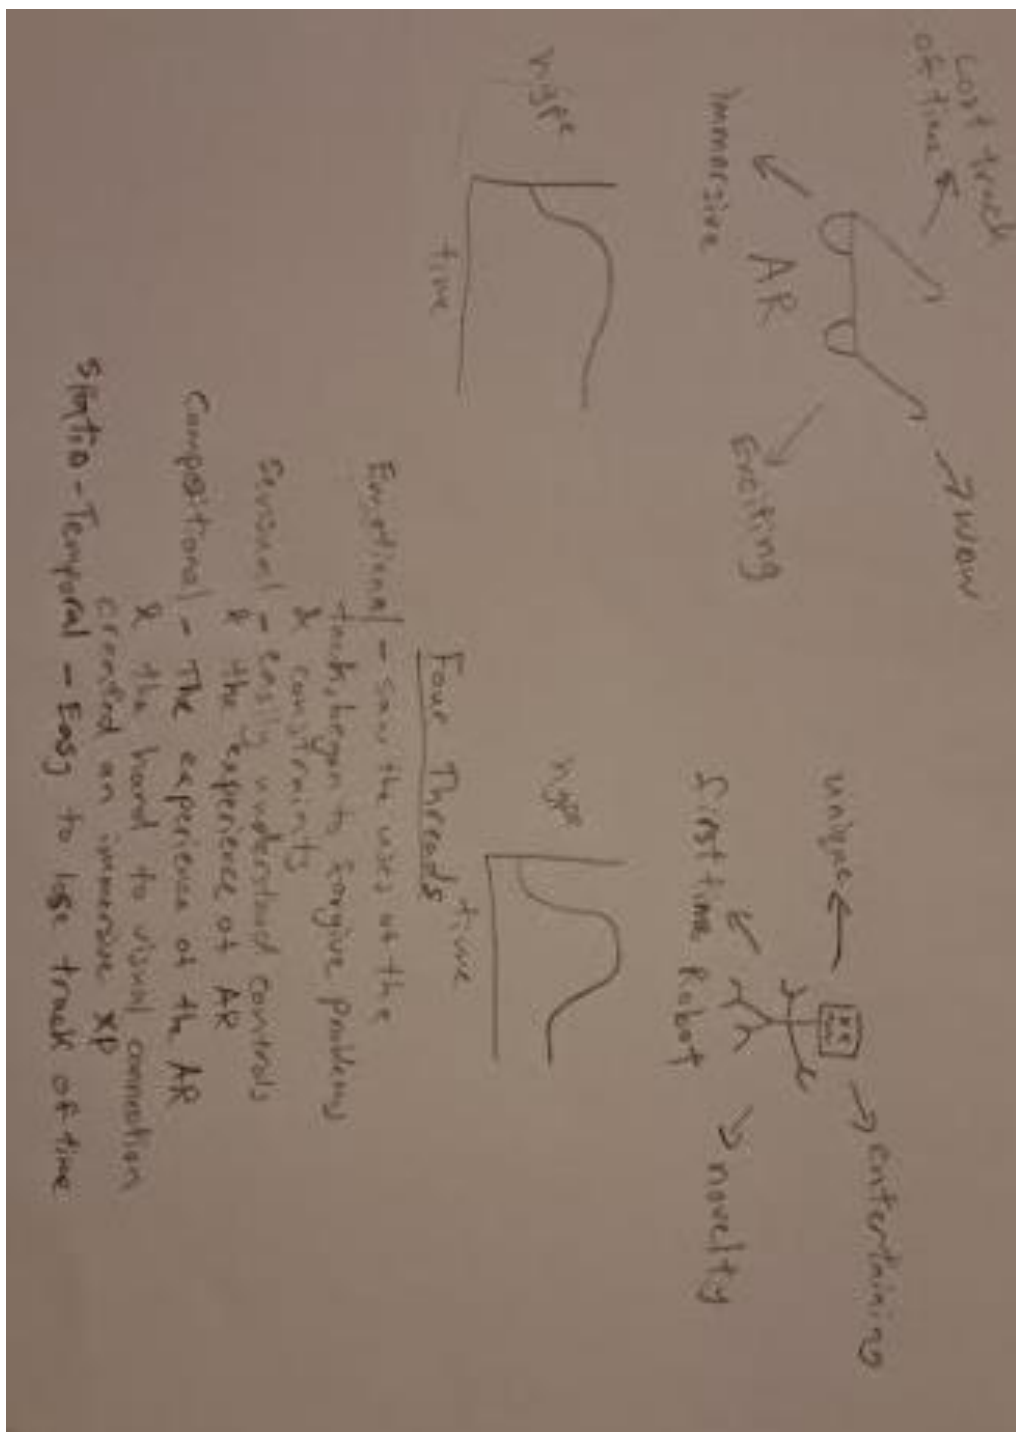 Lost track
of time
wow
AR
immersive
Exciting
hype
time
unique
entertaining
first time
Robot
novelty
hype
time
Four Threads
Emotional - saw the uses of the
tech, began to forgive problems
& constraints
Sensual - easily understood controls
& the experience of AR
Compositional - The experience of the AR
& the hand to visual connection
created an immersive XP
Spatio-Temporal - Easy to lose track of time